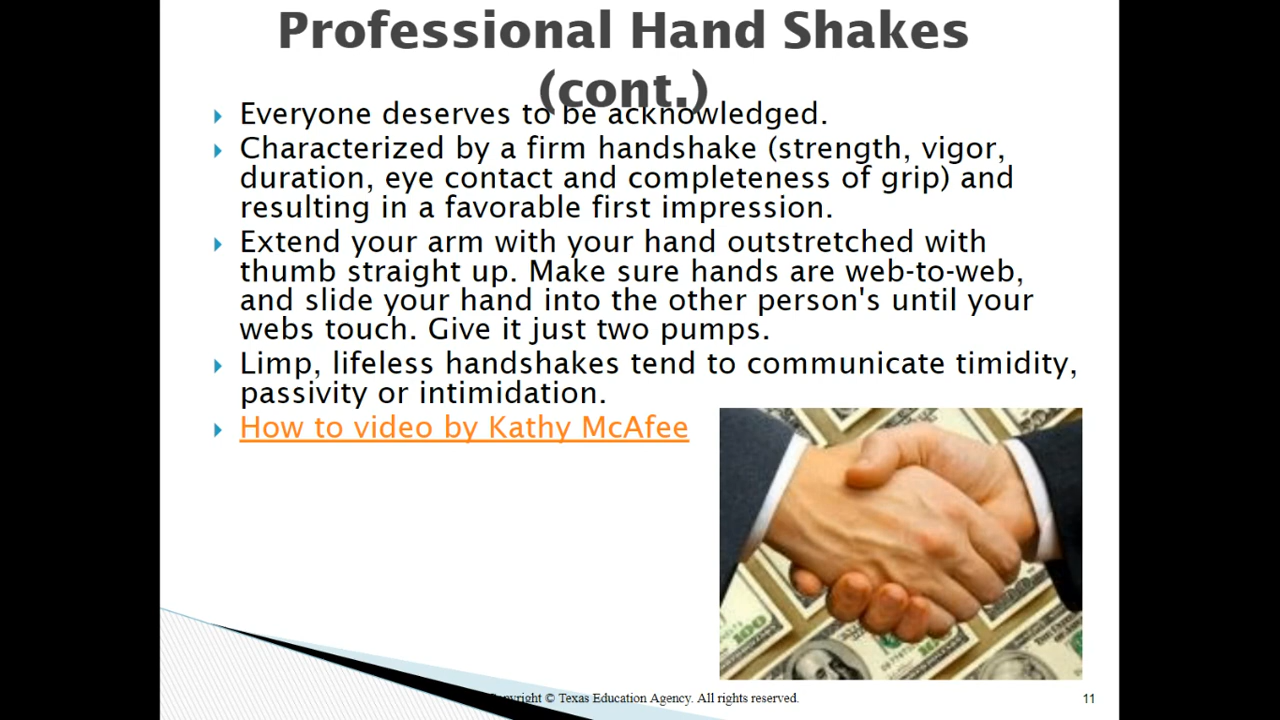 Professional Hand Shakes
(cont.)
Everyone deserves to be acknowledged.
Characterized by a firm handshake (strength, vigor,
duration, eye contact and completeness of grip) and
resulting in a favorable first impression.
Extend your arm with your hand outstretched with
thumb straight up. Make sure hands are web-to-web,
and slide your hand into the other person's until your
webs touch. Give it just two pumps.
Limp, lifeless handshakes tend to communicate timidity,
passivity or intimidation.
How to video by Kathy McAfee
100
Copyright © Texas Education Agency. All rights reserved.
11